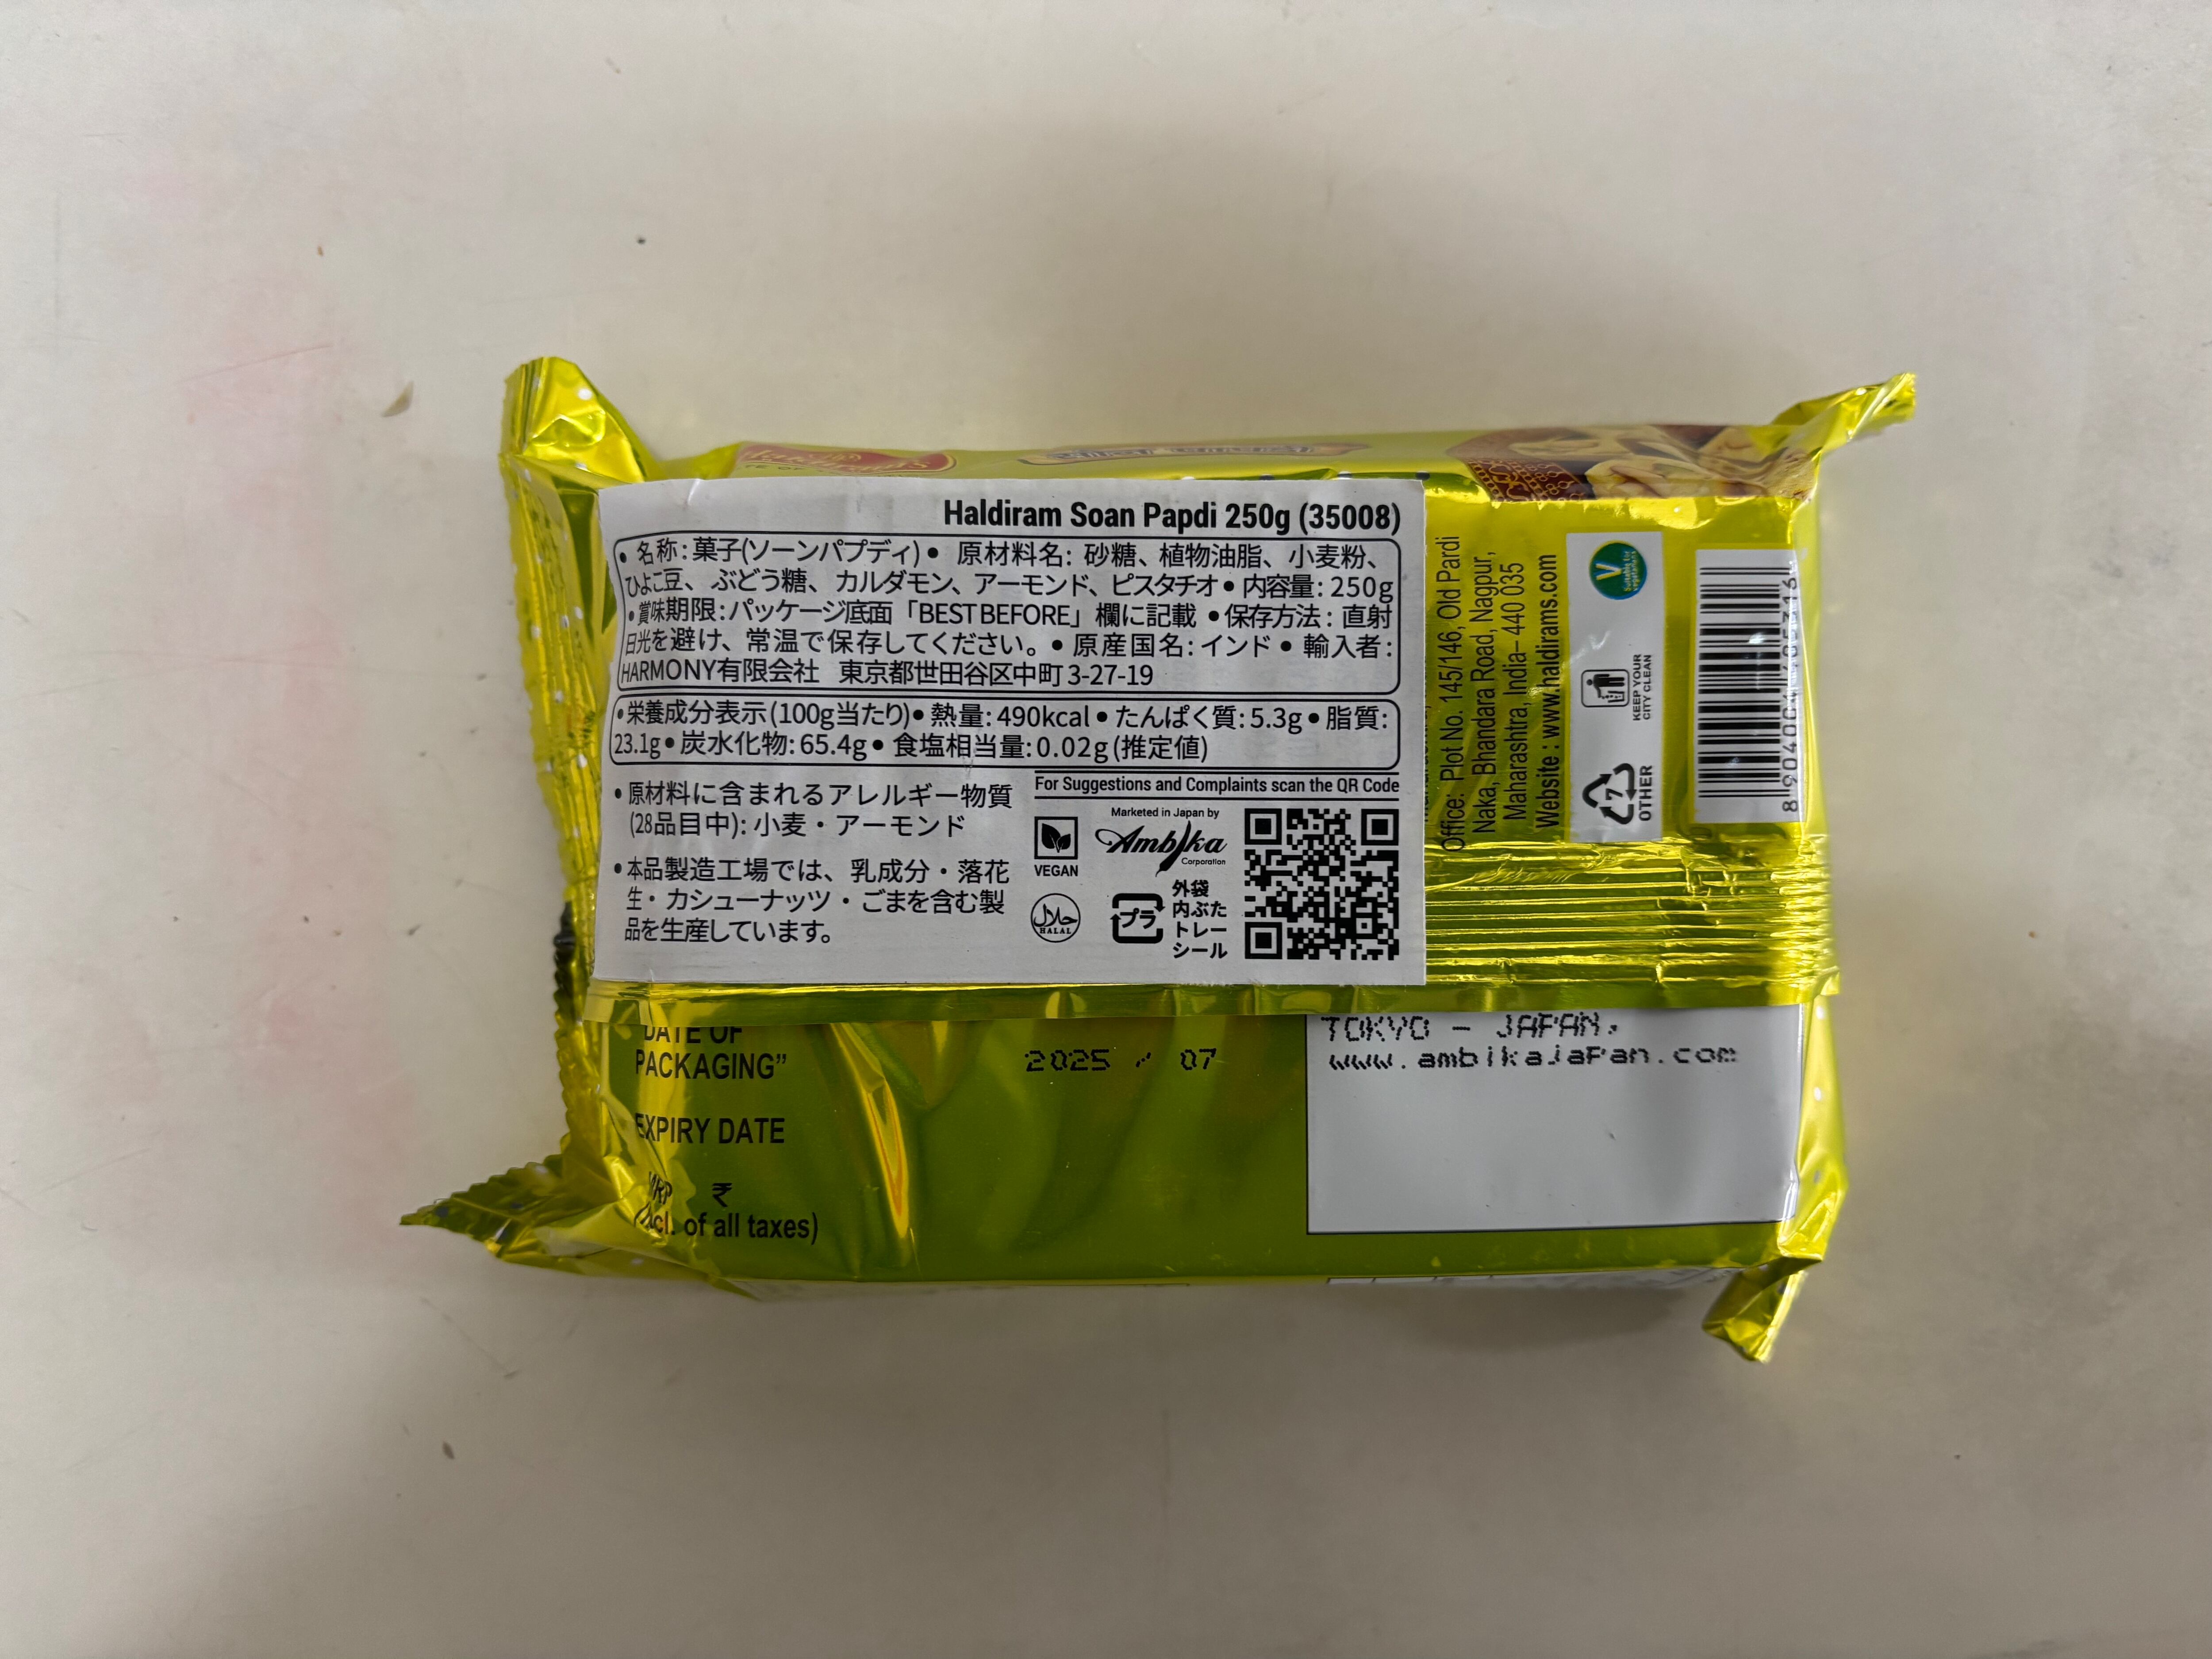 Haldiram Soan Papdi 250g (35008)
• 名称:菓子(ソーンパプディ)• 原材料名: 砂糖、植物油脂、小麦粉、
ひよこ豆、ぶどう糖、カルダモン、アーモンド、ピスタチオ • 内容量:250g
• 賞味期限:パッケージ底面「BEST BEFORE」欄に記載 • 保存方法:直射
日光を避け、常温で保存してください。• 原産国名:インド • 輸入者:
HARMONY有限会社 東京都世田谷区中町 3-27-19
• 栄養成分表示(100g当たり)• 熱量:490kcal • たんぱく質:5.3g • 脂質:
23.1g • 炭水化物:65.4g • 食塩相当量:0.02g(推定値)
• 原材料に含まれるアレルギー物質
(28品目中):小麦・アーモンド
• 本品製造工場では、乳成分・落花
生・カシューナッツ・ごまを含む製
品を生産しています。
For Suggestions and Complaints scan the QR Code
Marketed in Japan by
Ambika
Corporation
VEGAN
حلال
HALAL
プラ
外袋
内ぶた
トレー
シール
Office: Plot No. 145/146, Old Pardi
Naka, Bhandara Road, Nagpur,
Maharashtra, India– 440 035
Website : www.haldirams.com
V
KEEP YOUR
CITY CLEAN
7
OTHER
DATE OF
PACKAGING”
2025 / 07
EXPIRY DATE
MRP ₹
(Incl. of all taxes)
TOKYO - JAPAN.
www.ambikajapan.com